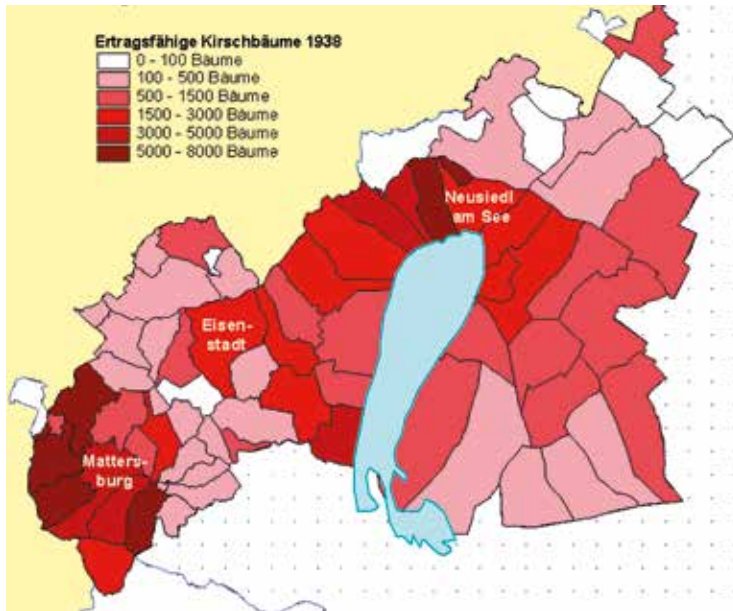 Ertragsfähige Kirschbäume 1938
0 - 100 Bäume
100 - 500 Bäume
500 - 1500 Bäume
1500 - 3000 Bäume
3000 - 5000 Bäume
5000 - 8000 Bäume
Neusiedl
am See
Eisen-
stadt
Matters-
burg